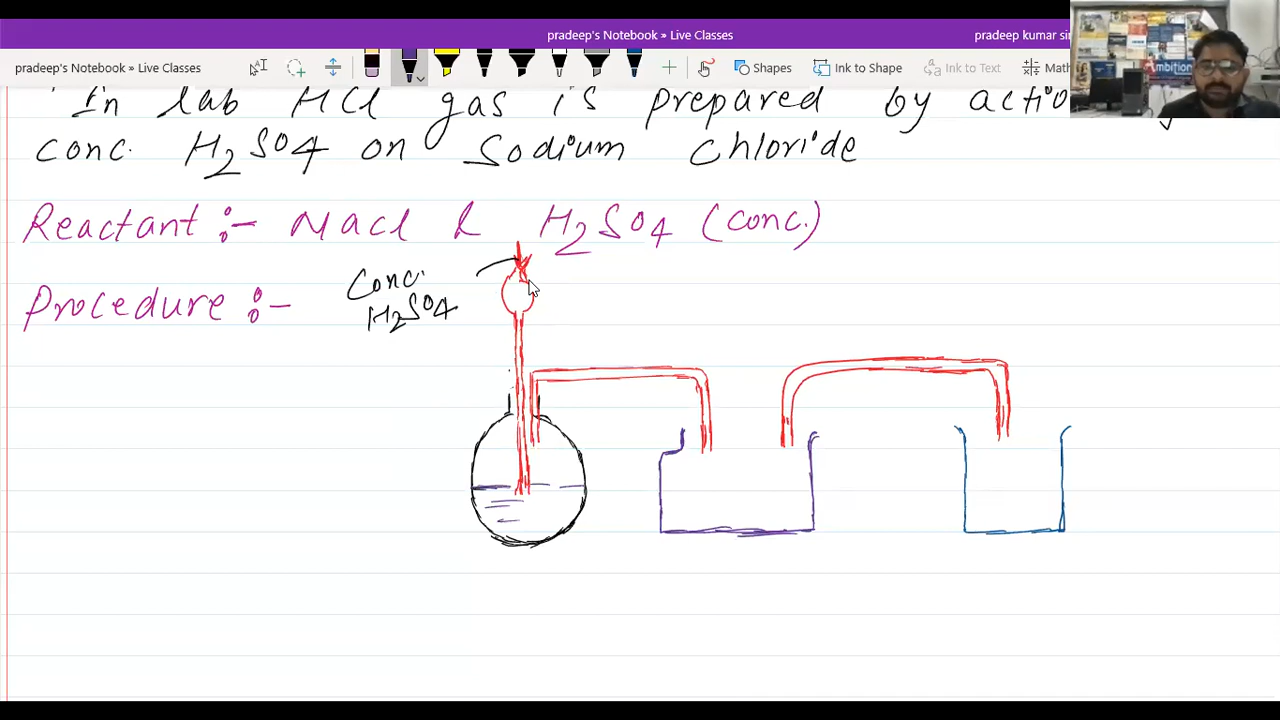 pradeep's Notebook » Live Classes
pradeep kumar sin
pradeep's Notebook » Live Classes
Shapes
Ink to Shape
Ink to Text
Math
Ambition
In lab HCl gas is prepared by actio
conc. H2SO4 on Sodium chloride
Reactant :- NaCl & H2SO4 (conc.)
Procedure :-
Conc.
H2SO4